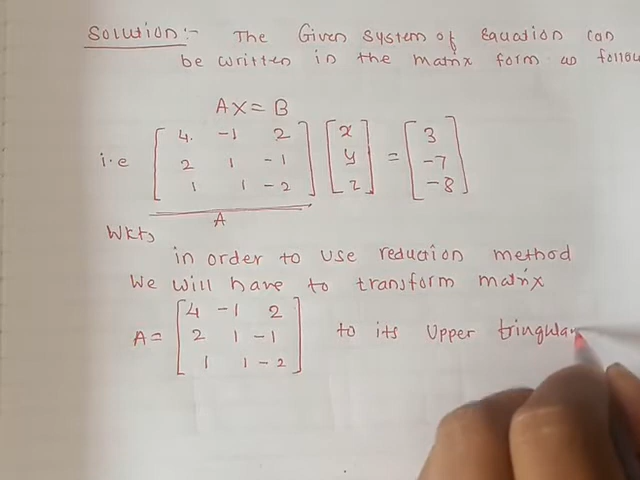 Solution:- The Given System of Equation can
be written in the matrix form as follow
AX = B
i.e [4 -1 2; 2 1 -1; 1 1 -2] [x; y; z] = [3; -7; -8]
A
WKT,
in order to use reduction method
We will have to transform matrix
A = [4 -1 2; 2 1 -1; 1 1 -2] to its Upper tringular